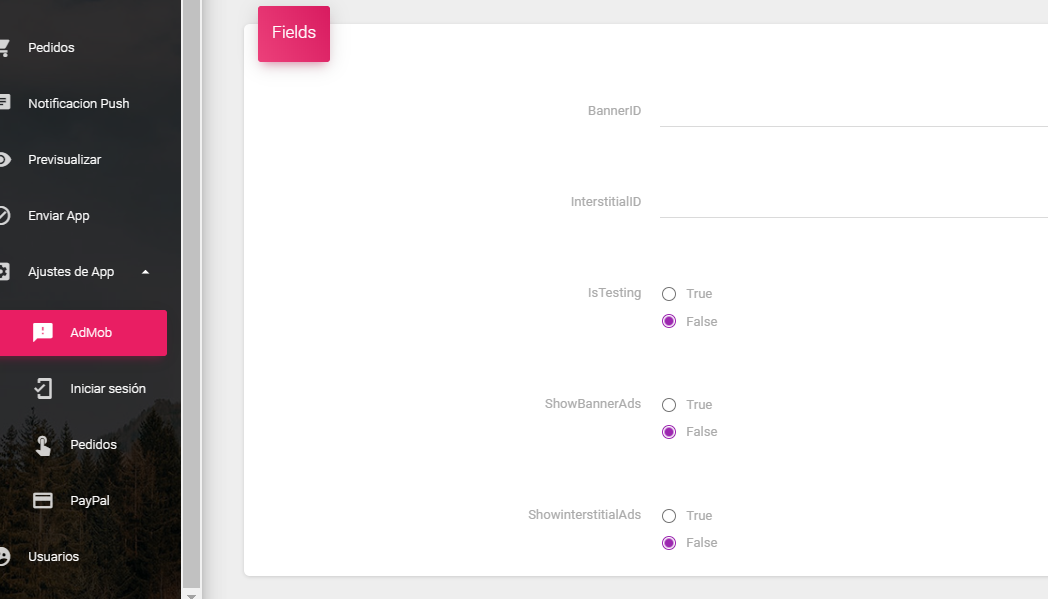 Pedidos
Notificacion Push
Previsualizar
Enviar App
Ajustes de App
AdMob
Iniciar sesión
Pedidos
PayPal
Usuarios
Fields
BannerID
InterstitialID
IsTesting
True
False
ShowBannerAds
True
False
ShowinterstitialAds
True
False